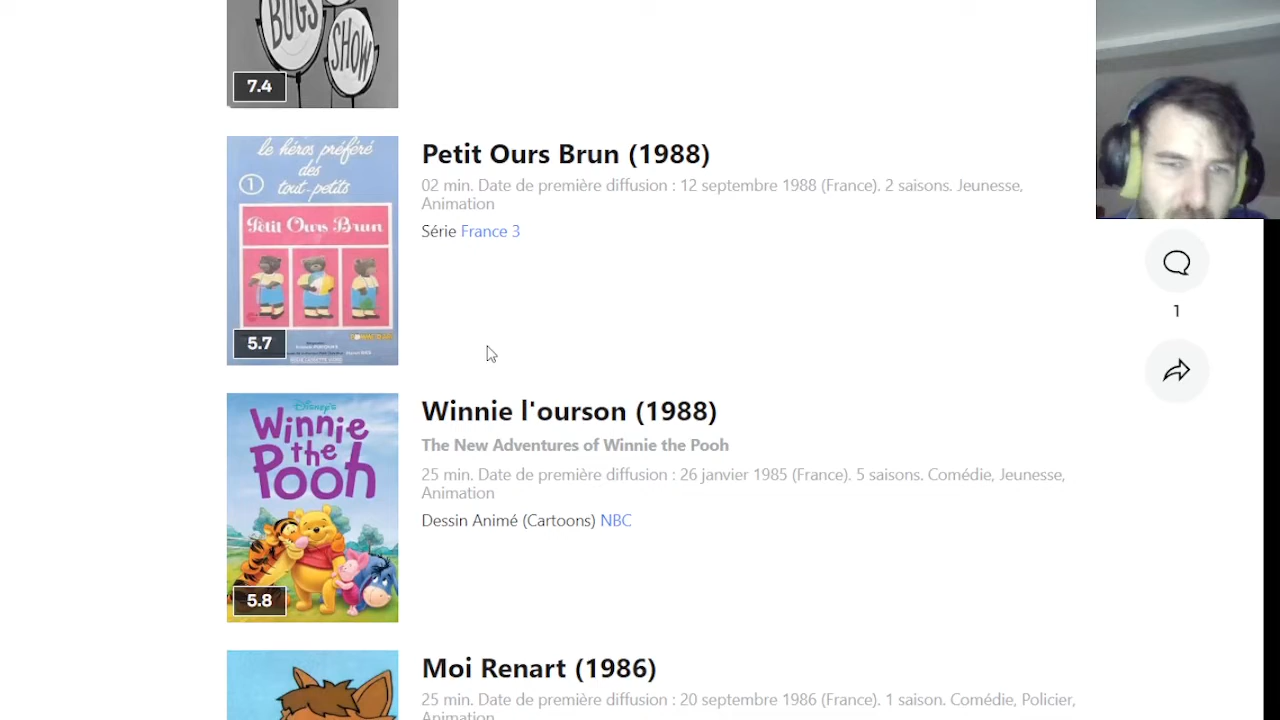 BUGS
SHOW
7.4
le héros préféré
des
tout-petits
1
Petit Ours Brun
5.7
Petit Ours Brun (1988)
02 min. Date de première diffusion : 12 septembre 1988 (France). 2 saisons. Jeunesse,
Animation
Série France 3
1
Disney's
Winnie
the
Pooh
5.8
Winnie l'ourson (1988)
The New Adventures of Winnie the Pooh
25 min. Date de première diffusion : 26 janvier 1985 (France). 5 saisons. Comédie, Jeunesse,
Animation
Dessin Animé (Cartoons) NBC
Moi Renart (1986)
25 min. Date de première diffusion : 20 septembre 1986 (France). 1 saison. Comédie, Policier,
Animation